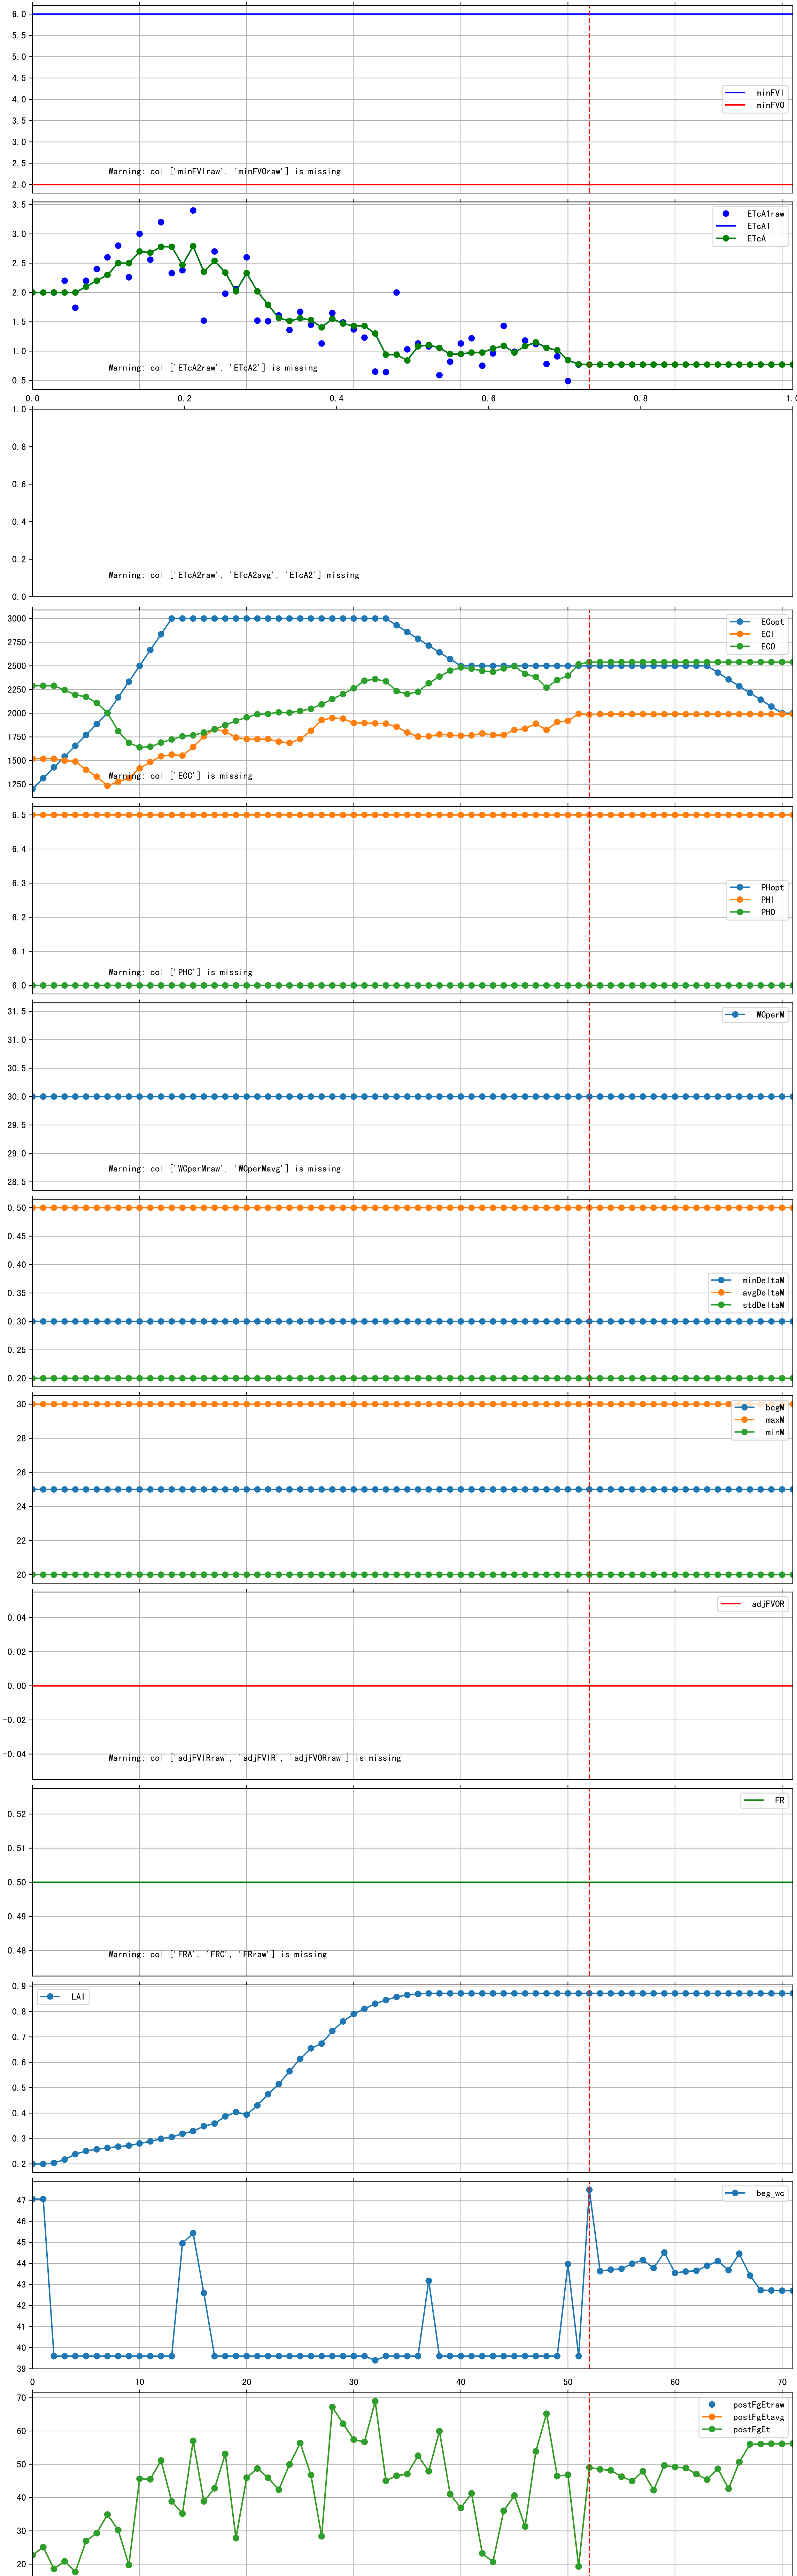 6.0
5.5
5.0
4.5
4.0
3.5
3.0
2.5
2.0
minFVI
minFVO
Warning: col ['minFVIraw', 'minFVOraw'] is missing
3.5
3.0
2.5
2.0
1.5
1.0
0.5
ETcA1raw
ETcA1
ETcA
Warning: col ['ETcA2raw', 'ETcA2'] is missing
0.0 0.2 0.4 0.6 0.8 1.0
1.0
0.8
0.6
0.4
0.2
0.0
Warning: col ['ETcA2raw', 'ETcA2avg', 'ETcA2'] missing
3000
2750
2500
2250
2000
1750
1500
1250
ECopt
ECI
ECO
Warning: col ['ECC'] is missing
6.5
6.4
6.3
6.2
6.1
6.0
PHopt
PHI
PHO
Warning: col ['PHC'] is missing
31.5
31.0
30.5
30.0
29.5
29.0
28.5
WCperM
Warning: col ['WCperMraw', 'WCperMavg'] is missing
0.50
0.45
0.40
0.35
0.30
0.25
0.20
minDeltaM
avgDeltaM
stdDeltaM
30
28
26
24
22
20
begM
maxM
minM
0.04
0.02
0.00
−0.02
−0.04
adjFVOR
Warning: col ['adjFVIRraw', 'adjFVIR', 'adjFVORraw'] is missing
0.52
0.51
0.50
0.49
0.48
FR
Warning: col ['FRA', 'FRC', 'FRraw'] is missing
0.9
0.8
0.7
0.6
0.5
0.4
0.3
0.2
LAI
47
46
45
44
43
42
41
40
39
beg_wc
0 10 20 30 40 50 60 70
70
60
50
40
30
20
postFgEtraw
postFgEtavg
postFgEt